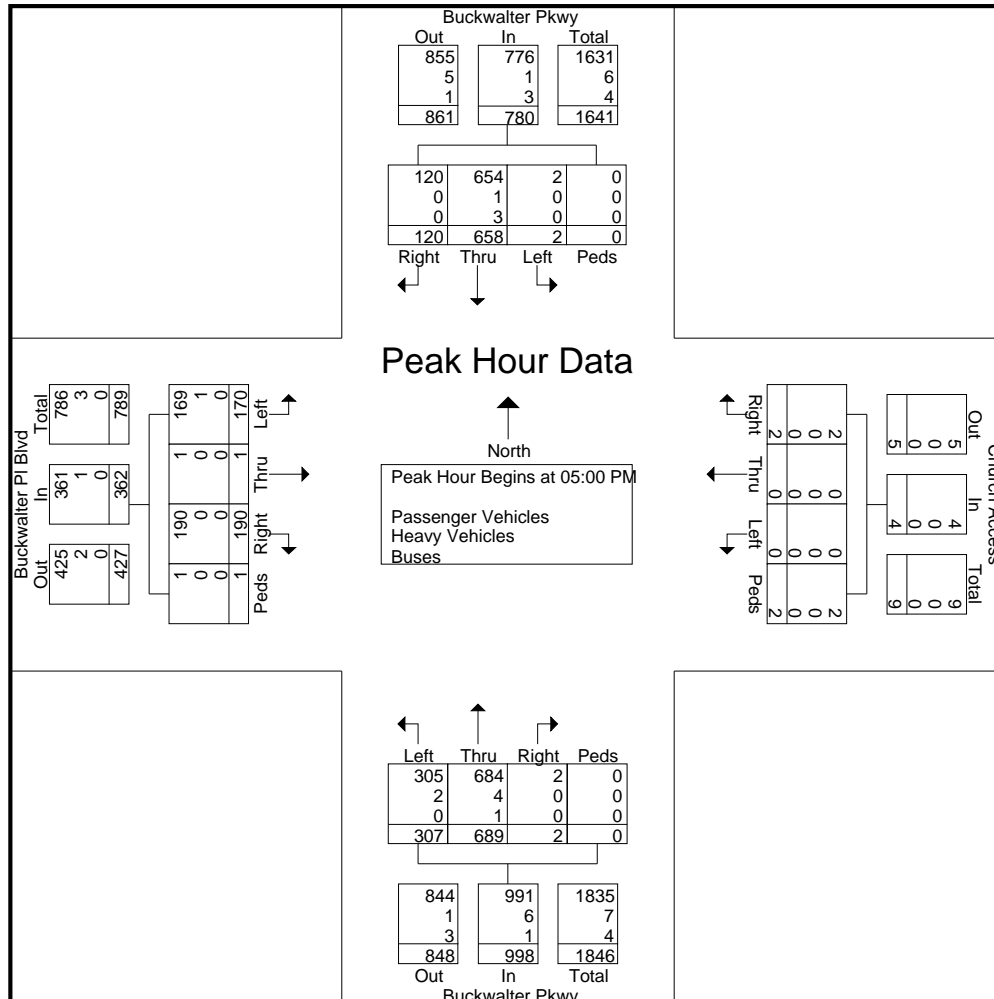 Buckwalter Pkwy
Out In Total
855 776 1631
5 1 6
1 3 4
861 780 1641
120 654 2 0
0 1 0 0
0 3 0 0
120 658 2 0
Right Thru Left Peds
Peak Hour Data
North
Peak Hour Begins at 05:00 PM
Passenger Vehicles
Heavy Vehicles
Buses
Buckwalter Pl Blvd
Out In Total
425 361 786
2 1 3
0 0 0
427 362 789
Left Thru Right Peds
169 1 190 1
1 0 0 0
0 0 0 0
170 1 190 1
Right Thru Left Peds
2 0 0 2
0 0 0 0
0 0 0 0
2 0 0 2
Out In Total
5 4 9
0 0 0
0 0 0
5 4 9
Access
Left Thru Right Peds
305 684 2 0
2 4 0 0
0 1 0 0
307 689 2 0
844 991 1835
1 6 7
3 1 4
848 998 1846
Out In Total
Buckwalter Pkwy